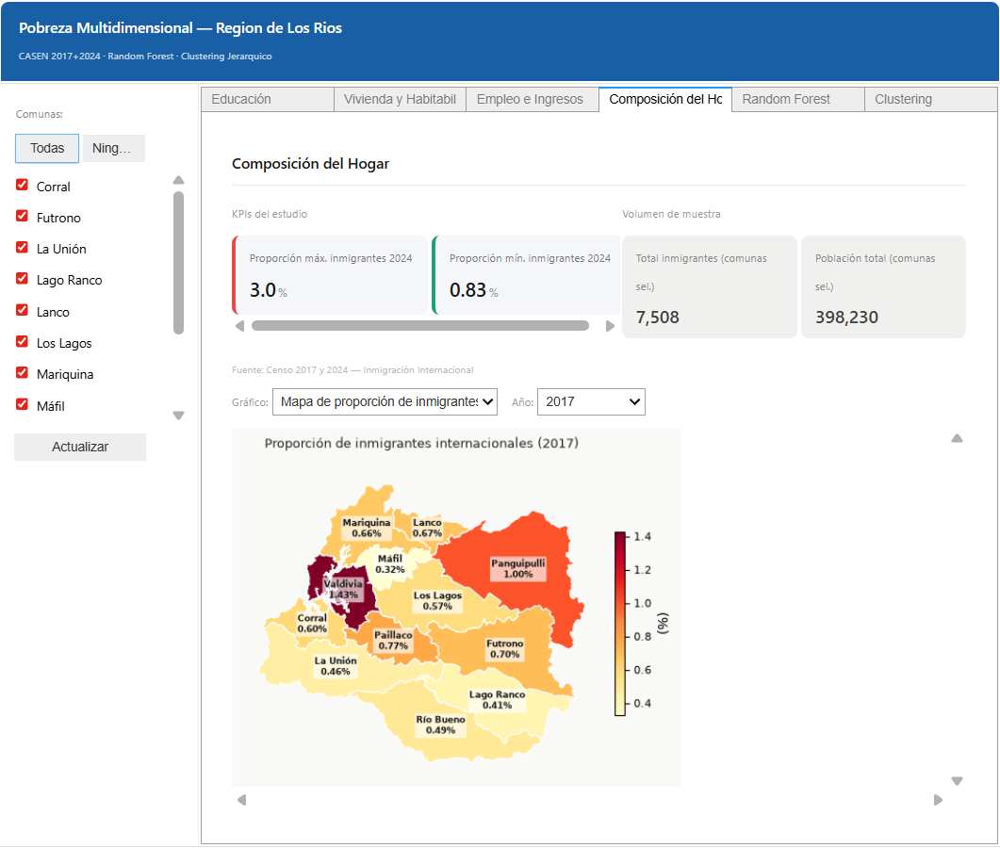 Pobreza Multidimensional — Region de Los Rios
CASEN 2017+2024 · Random Forest · Clustering Jerarquico
Comunas:
Todas
Ning…
Corral
Futrono
La Unión
Lago Ranco
Lanco
Los Lagos
Mariquina
Máfil
Actualizar
Educación
Vivienda y Habitabil
Empleo e Ingresos
Composición del Hc
Random Forest
Clustering
Composición del Hogar
KPIs del estudio
Volumen de muestra
Proporción máx. inmigrantes 2024
3.0 %
Proporción mín. inmigrantes 2024
0.83 %
Total inmigrantes (comunas
sel.)
7,508
Población total (comunas
sel.)
398,230
Fuente: Censo 2017 y 2024 — Inmigración Internacional
Gráfico:
Mapa de proporción de inmigrantes
Año:
2017
Proporción de inmigrantes internacionales (2017)
Mariquina
0.66%
Lanco
0.67%
Máfil
0.32%
Panguipulli
1.00%
Valdivia
1.43%
Los Lagos
0.57%
Corral
0.60%
Paillaco
0.77%
Futrono
0.70%
La Unión
0.46%
Lago Ranco
0.41%
Río Bueno
0.49%
1.4
1.2
1.0
0.8
0.6
0.4
(%)